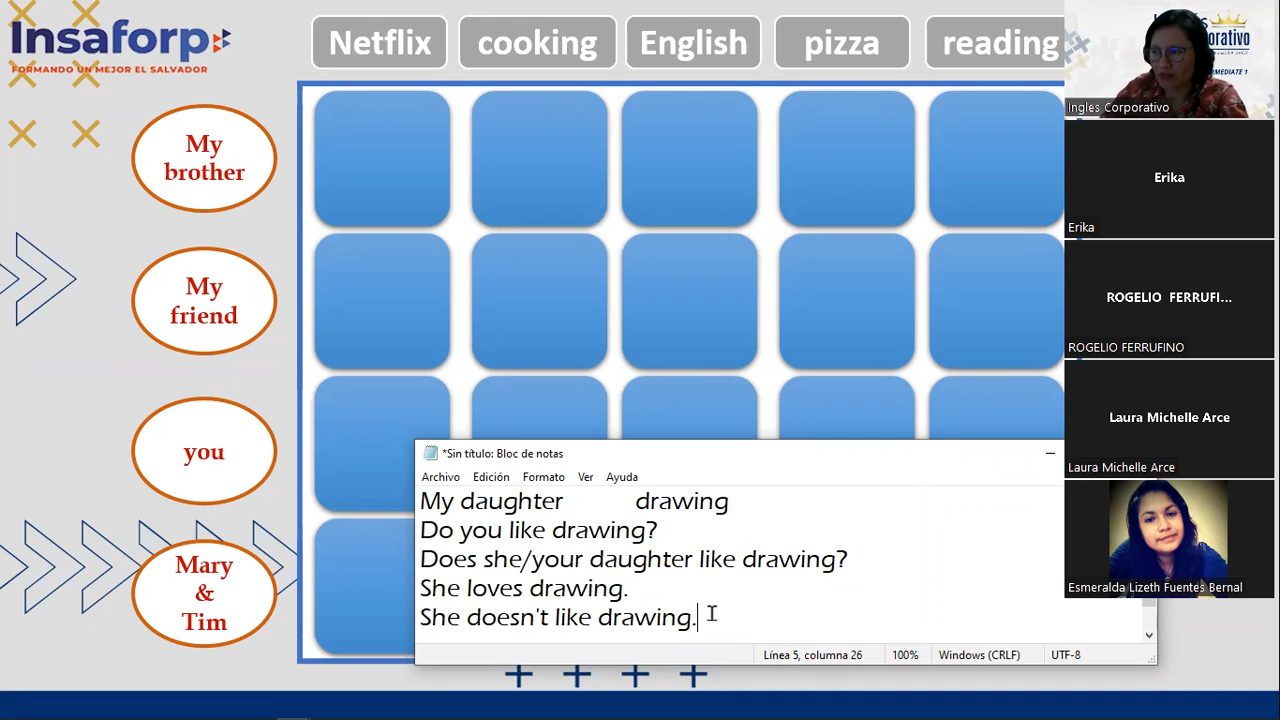 Insaforp
FORMANDO UN MEJOR EL SALVADOR
Netflix
cooking
English
pizza
reading
My
brother
My
friend
you
Mary
&
Tim
*Sin título: Bloc de notas
Archivo Edición Formato Ver Ayuda
My daughter drawing
Do you like drawing?
Does she/your daughter like drawing?
She loves drawing.
She doesn't like drawing.
Línea 5, columna 26 100% Windows (CRLF) UTF-8
Ingles Corporativo
Erika
Erika
ROGELIO FERRUFI...
ROGELIO FERRUFINO
Laura Michelle Arce
Laura Michelle Arce
Esmeralda Lizeth Fuentes Bernal